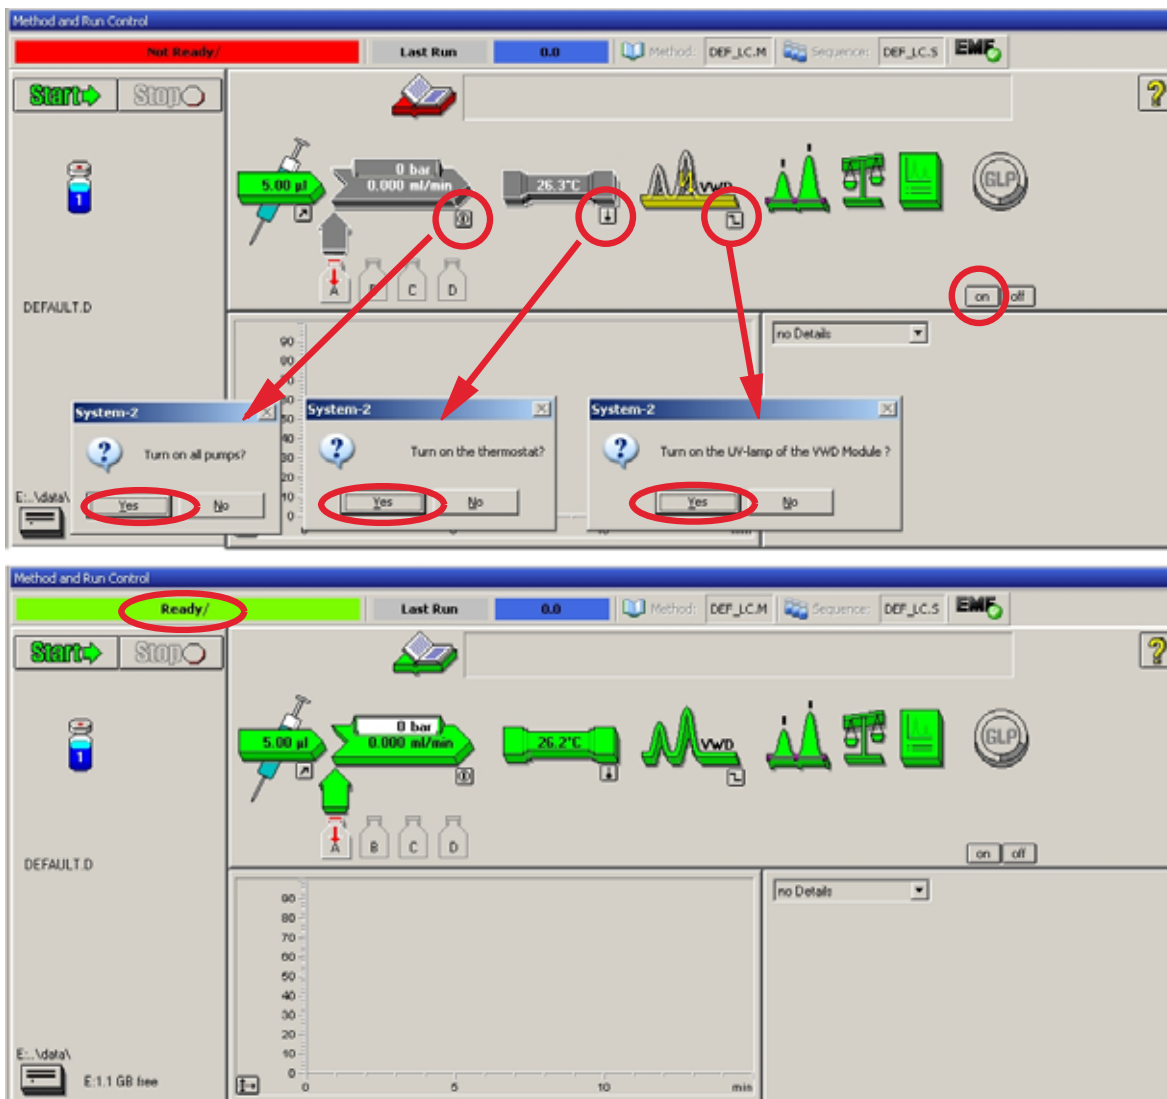 Method and Run Control
Not Ready/ Last Run 0.0 Method: DEF_LC.M Sequence: DEF_LC.S EMF
Start Stop ?
1
5.00 µl 0 bar 0.000 ml/min 26.3°C VWD GLP
A B C D
on off
DEFAULT.D
no Details
90
System-2
Turn on all pumps?
Yes No
System-2
Turn on the thermostat?
Yes No
System-2
Turn on the UV-lamp of the VWD Module ?
Yes No
E:..\data\
Method and Run Control
Ready/ Last Run 0.0 Method: DEF_LC.M Sequence: DEF_LC.S EMF
Start Stop ?
1
5.00 µl 0 bar 0.000 ml/min 26.2°C VWD GLP
A B C D
on off
DEFAULT.D
no Details
90
80
70
60
50
40
30
20
10
0
0 5 10 min
E:..\data\
E:1.1 GB free